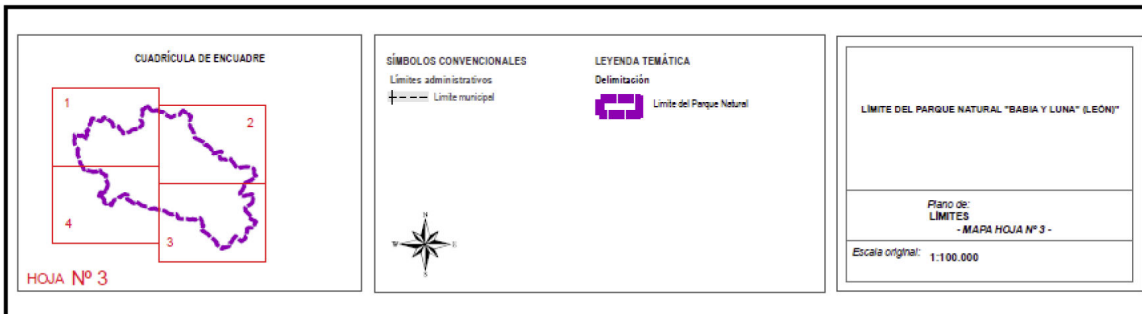 CUADRÍCULA DE ENCUADRE
1
2
4
3
HOJA Nº 3
SÍMBOLOS CONVENCIONALES
Límites administrativos
Limite municipal
LEYENDA TEMÁTICA
Delimitación
Limite del Parque Natural
N
W
E
S
LÍMITE DEL PARQUE NATURAL "BABIA Y LUNA" (LEÓN)"
Plano de:
LÍMITES
- MAPA HOJA Nº 3 -
Escala original: 1:100.000